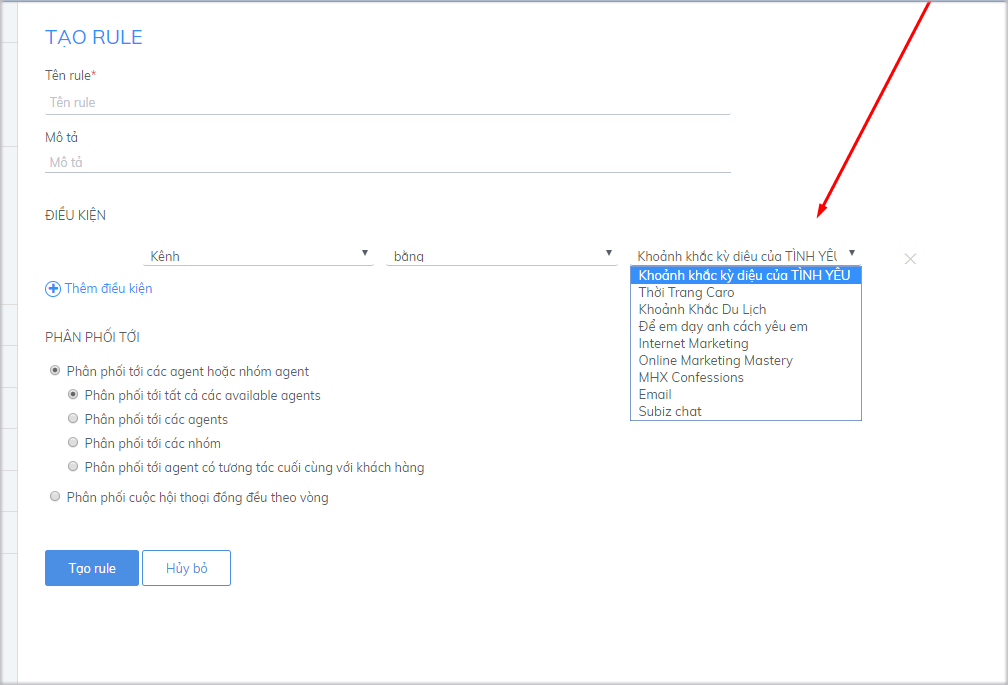 TẠO RULE
Tên rule*
Tên rule
Mô tả
Mô tả
ĐIỀU KIỆN
Kênh bằng Khoảnh khắc kỳ diệu của TÌNH YÊU
Khoảnh khắc kỳ diệu của TÌNH YÊU
Thời Trang Caro
Khoảnh Khắc Du Lịch
Để em dạy anh cách yêu em
Internet Marketing
Online Marketing Mastery
MHX Confessions
Email
Subiz chat
Thêm điều kiện
PHÂN PHỐI TỚI
Phân phối tới các agent hoặc nhóm agent
Phân phối tới tất cả các available agents
Phân phối tới các agents
Phân phối tới các nhóm
Phân phối tới agent có tương tác cuối cùng với khách hàng
Phân phối cuộc hội thoại đồng đều theo vòng
Tạo rule Hủy bỏ